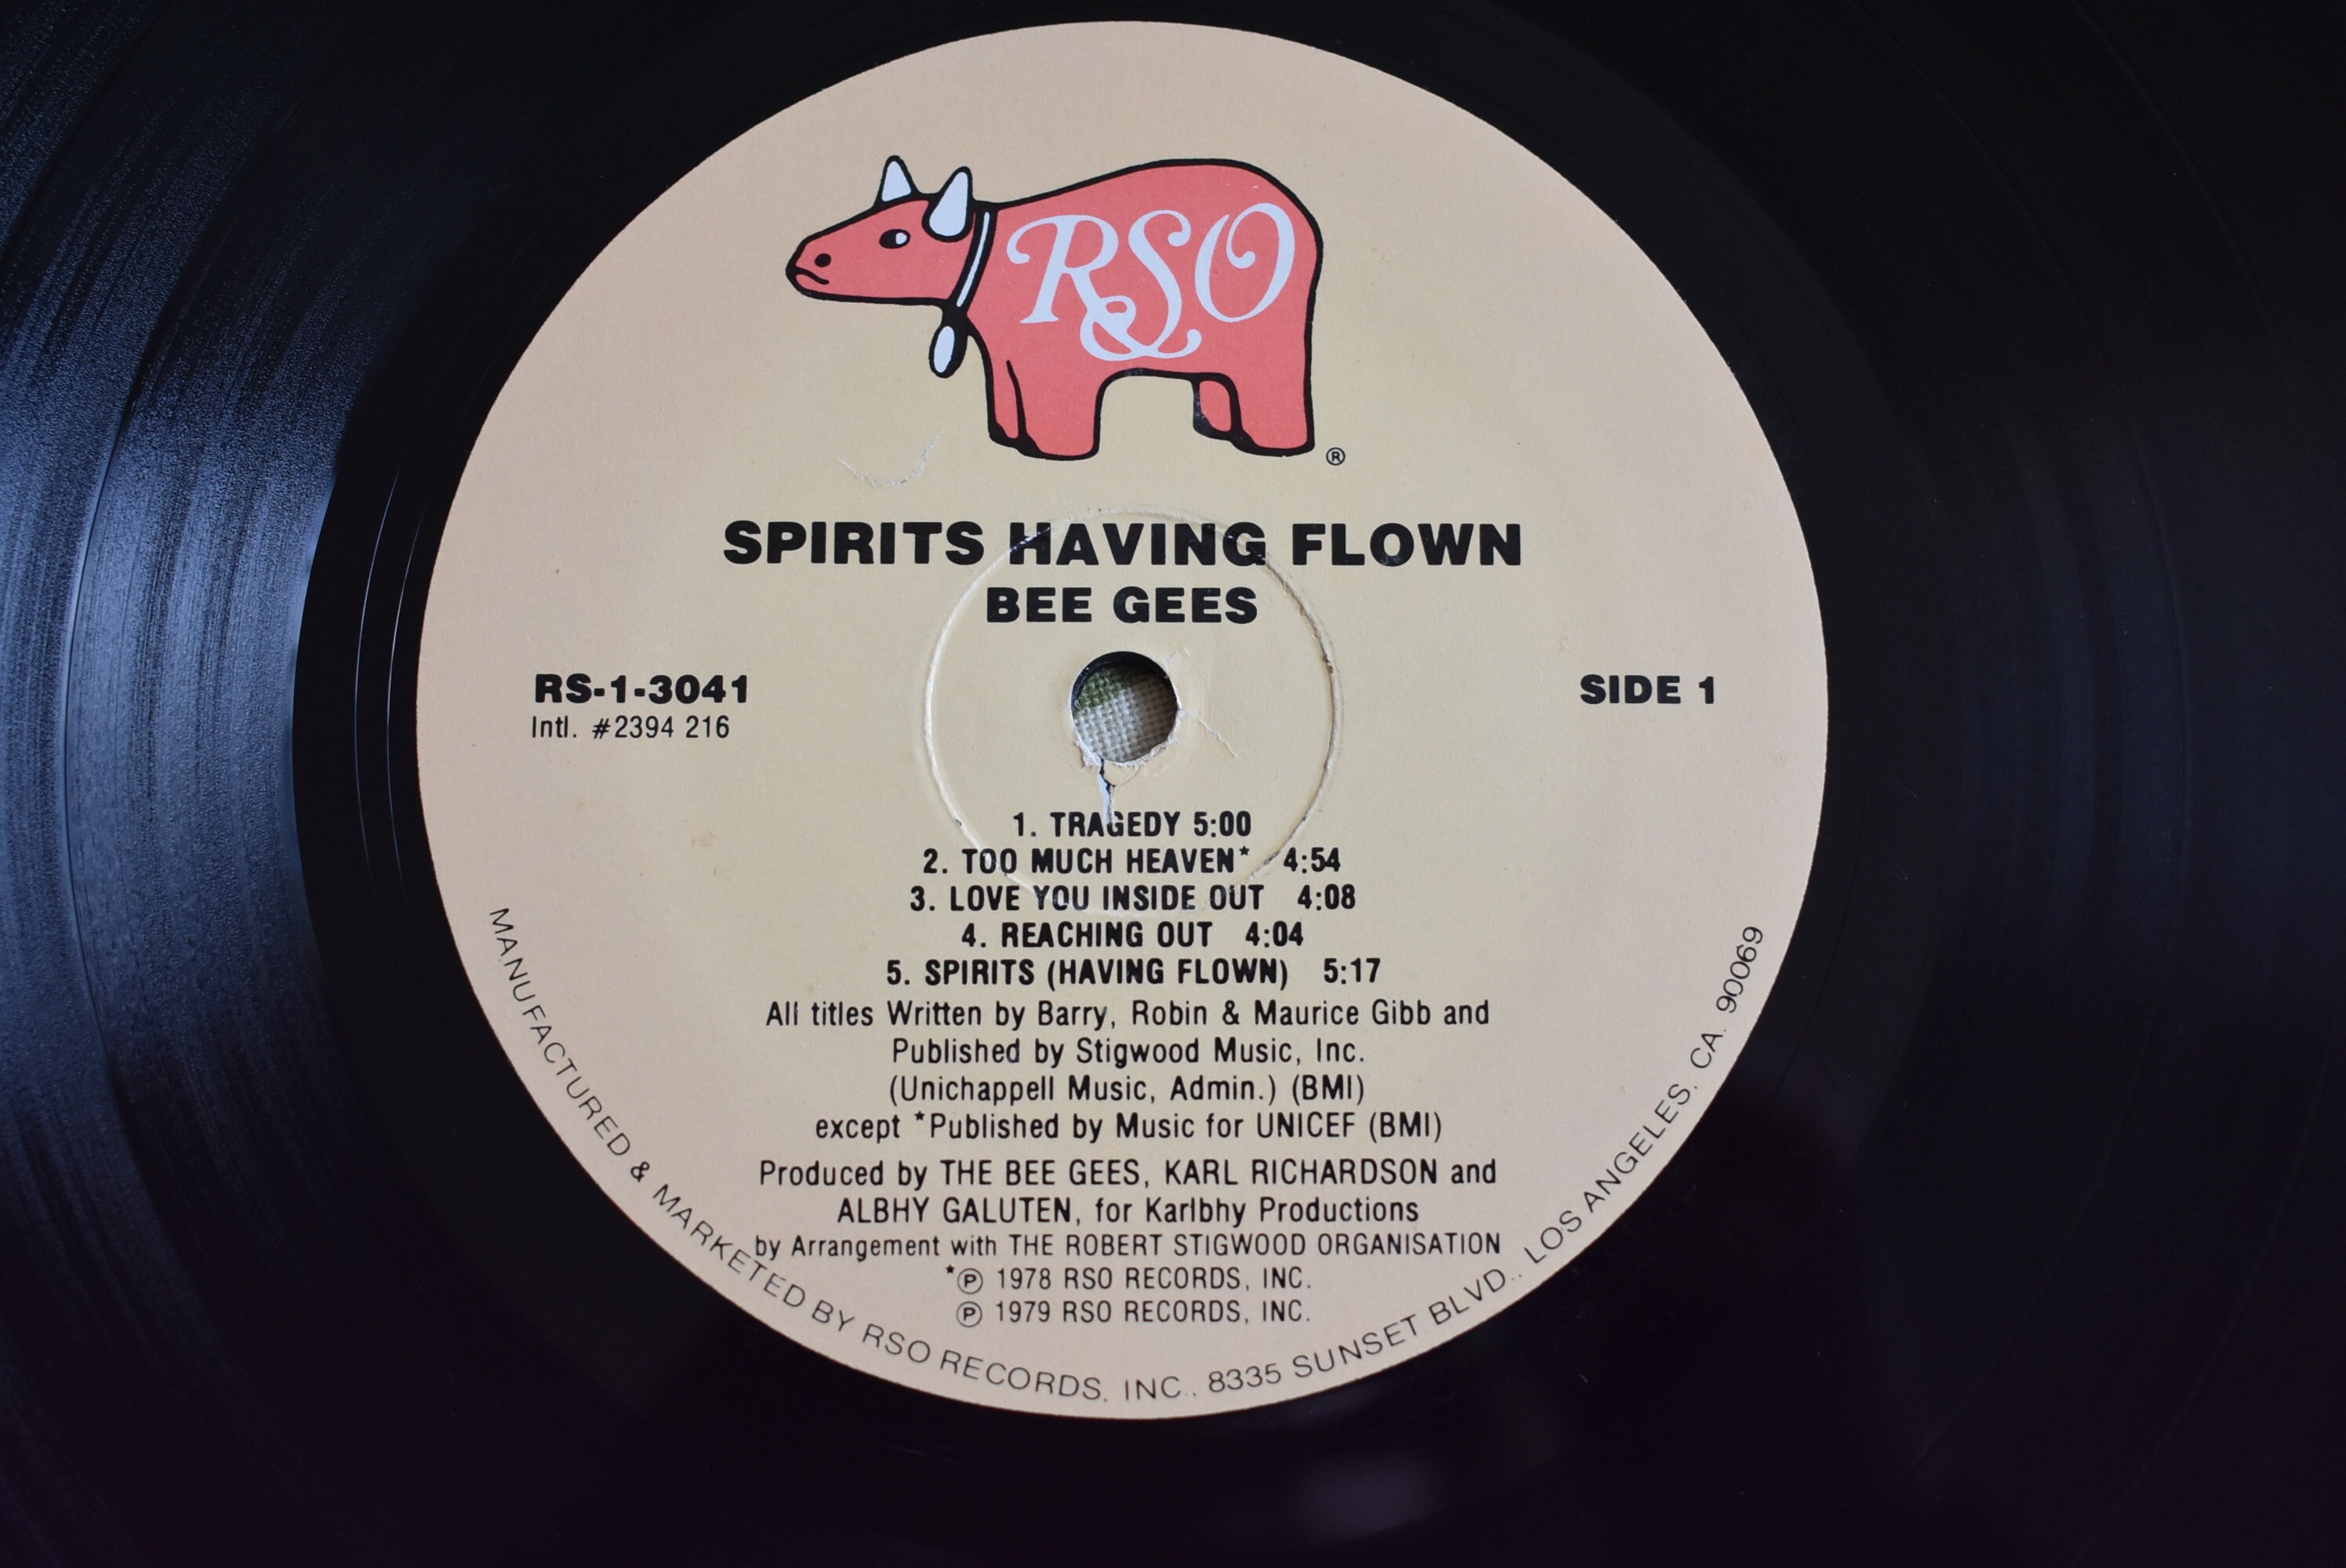 RSO
®
SPIRITS HAVING FLOWN
BEE GEES
RS-1-3041
Intl. #2394 216
SIDE 1
1. TRAGEDY 5:00
2. TOO MUCH HEAVEN* 4:54
3. LOVE YOU INSIDE OUT 4:08
4. REACHING OUT 4:04
5. SPIRITS (HAVING FLOWN) 5:17
All titles Written by Barry, Robin & Maurice Gibb and
Published by Stigwood Music, Inc.
(Unichappell Music, Admin.) (BMI)
except *Published by Music for UNICEF (BMI)
Produced by THE BEE GEES, KARL RICHARDSON and
ALBHY GALUTEN, for Karlbhy Productions
by Arrangement with THE ROBERT STIGWOOD ORGANISATION
*℗ 1978 RSO RECORDS, INC.
℗ 1979 RSO RECORDS, INC.
MANUFACTURED & MARKETED BY RSO RECORDS, INC., 8335 SUNSET BLVD., LOS ANGELES, CA. 90069